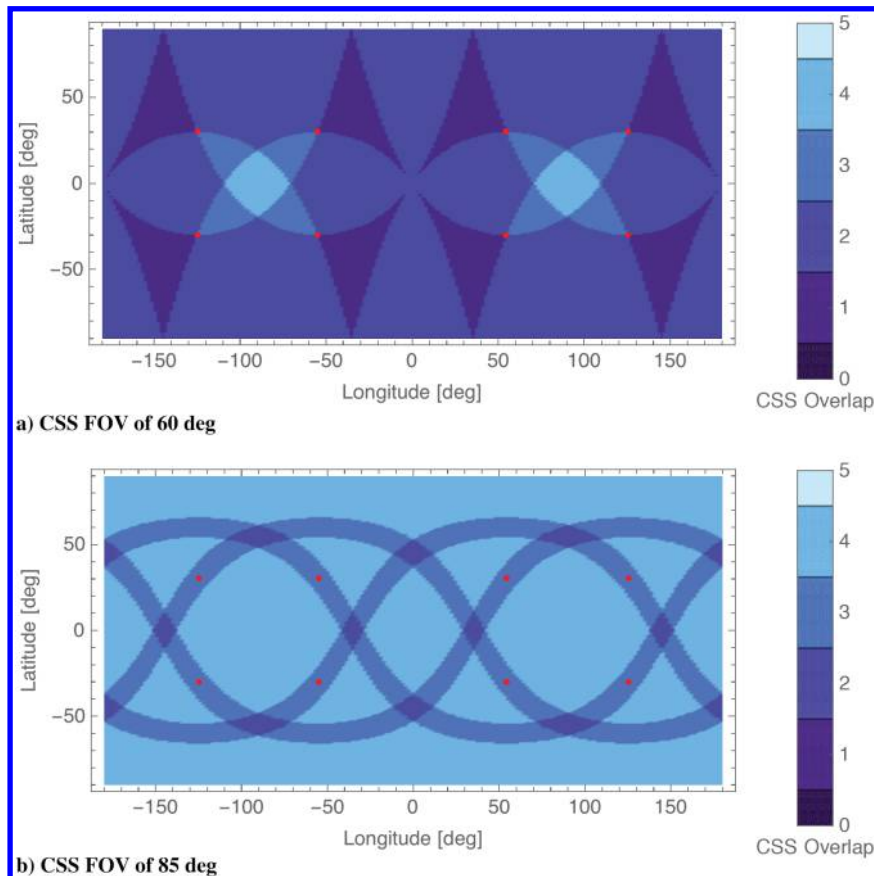 5
50
4
3
0
2
−50
1
0
−150 −100 −50 0 50 100 150
Latitude [deg]
Longitude [deg]
CSS Overlap
a) CSS FOV of 60 deg
5
50
4
3
0
2
−50
1
0
−150 −100 −50 0 50 100 150
Latitude [deg]
Longitude [deg]
CSS Overlap
b) CSS FOV of 85 deg